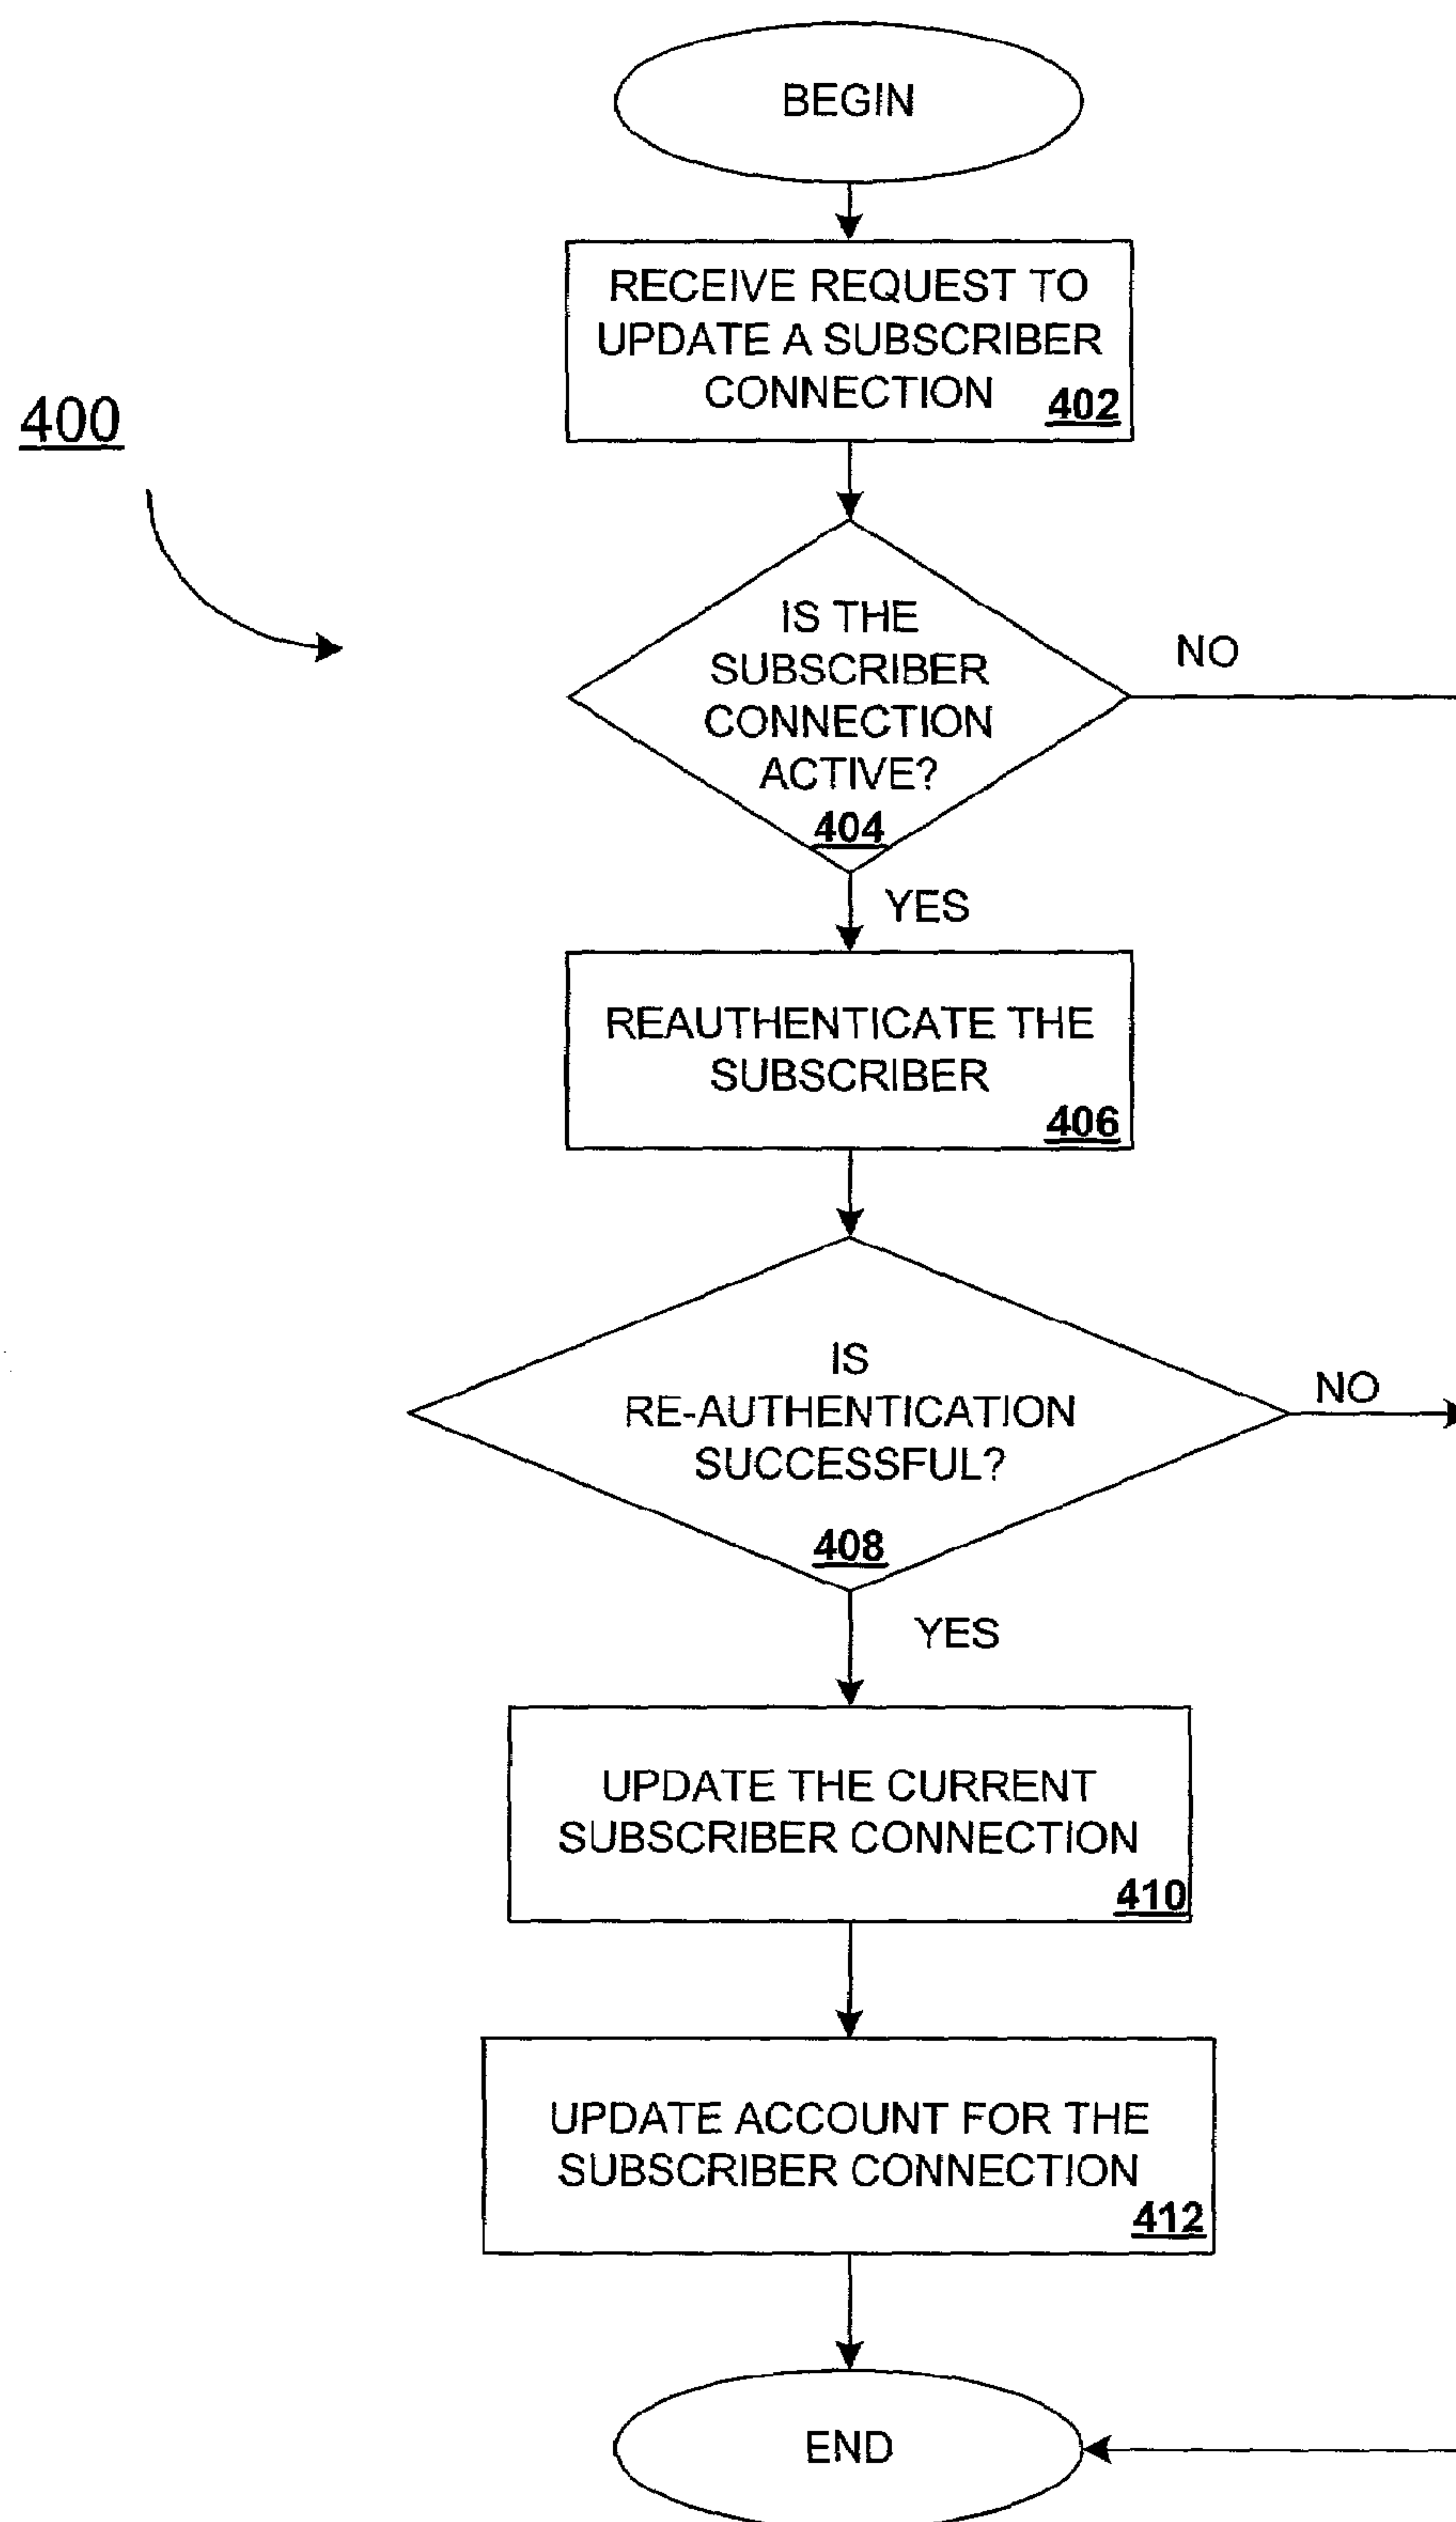 BEGIN
RECEIVE REQUEST TO
UPDATE A SUBSCRIBER
CONNECTION
402
400
IS THE
SUBSCRIBER
CONNECTION
ACTIVE?
404
NO
YES
REAUTHENTICATE THE
SUBSCRIBER
406
IS
RE-AUTHENTICATION
SUCCESSFUL?
408
NO
YES
UPDATE THE CURRENT
SUBSCRIBER CONNECTION
410
UPDATE ACCOUNT FOR THE
SUBSCRIBER CONNECTION
412
END